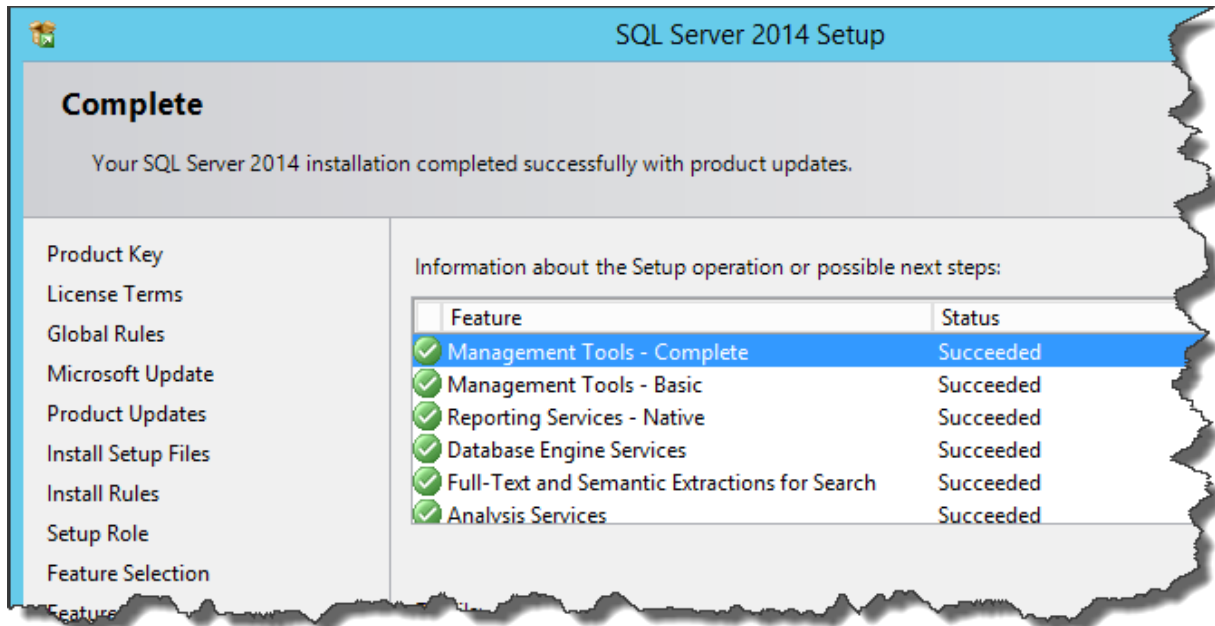 SQL Server 2014 Setup
Complete
Your SQL Server 2014 installation completed successfully with product updates.
Product Key
License Terms
Global Rules
Microsoft Update
Product Updates
Install Setup Files
Install Rules
Setup Role
Feature Selection
Feature
Information about the Setup operation or possible next steps:
Feature Status
Management Tools - Complete Succeeded
Management Tools - Basic Succeeded
Reporting Services - Native Succeeded
Database Engine Services Succeeded
Full-Text and Semantic Extractions for Search Succeeded
Analysis Services Succeeded